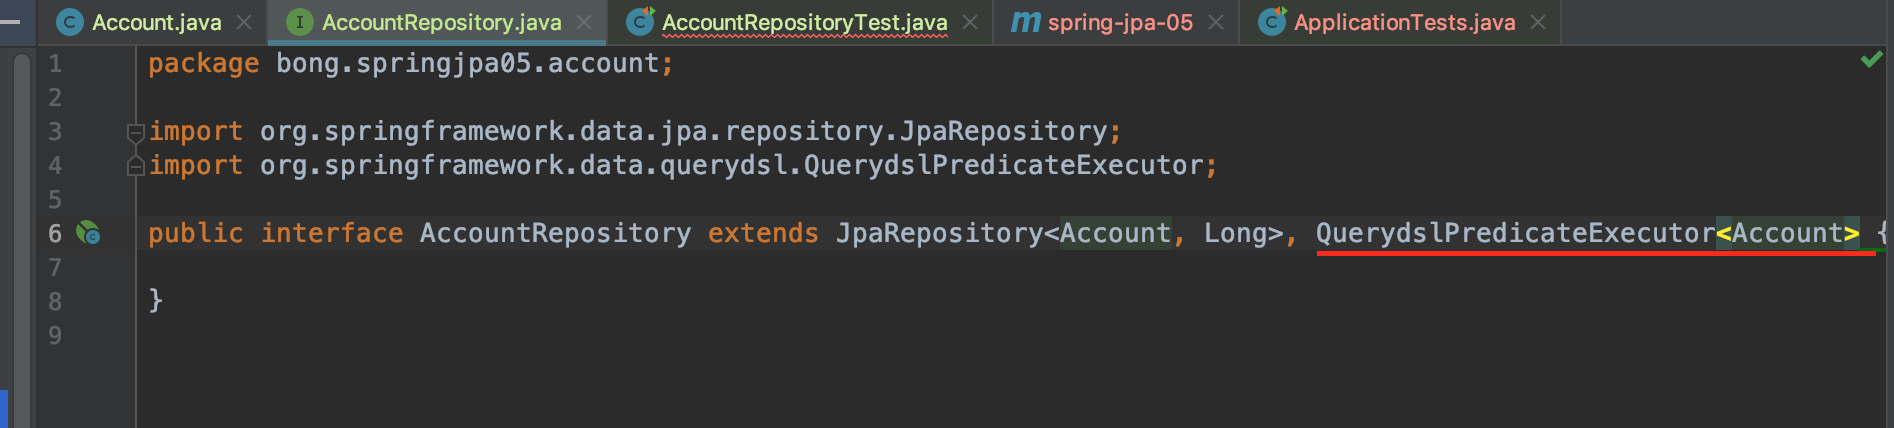 Account.java AccountRepository.java AccountRepositoryTest.java m spring-jpa-05 ApplicationTests.java
1 package bong.springjpa05.account;
2
3 import org.springframework.data.jpa.repository.JpaRepository;
4 import org.springframework.data.querydsl.QuerydslPredicateExecutor;
5
6 public interface AccountRepository extends JpaRepository<Account, Long>, QuerydslPredicateExecutor<Account> {
7
8 }
9